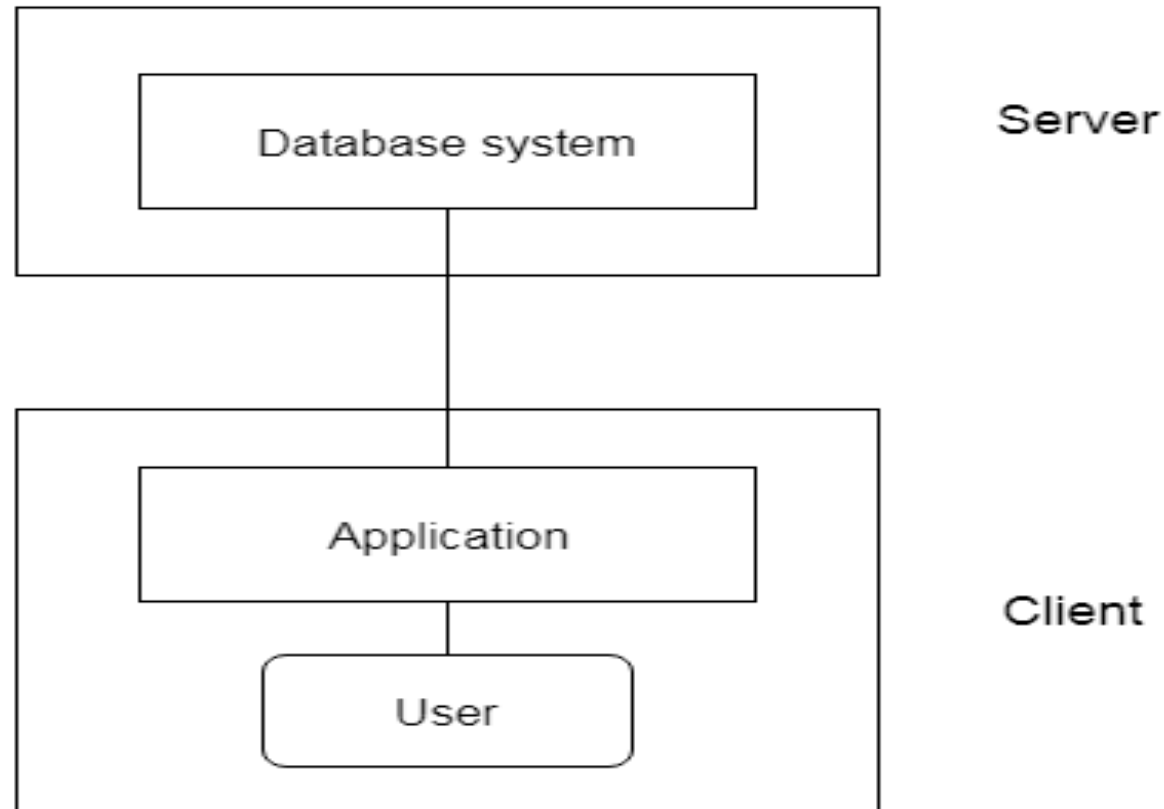 Database system
Server
Application
Client
User